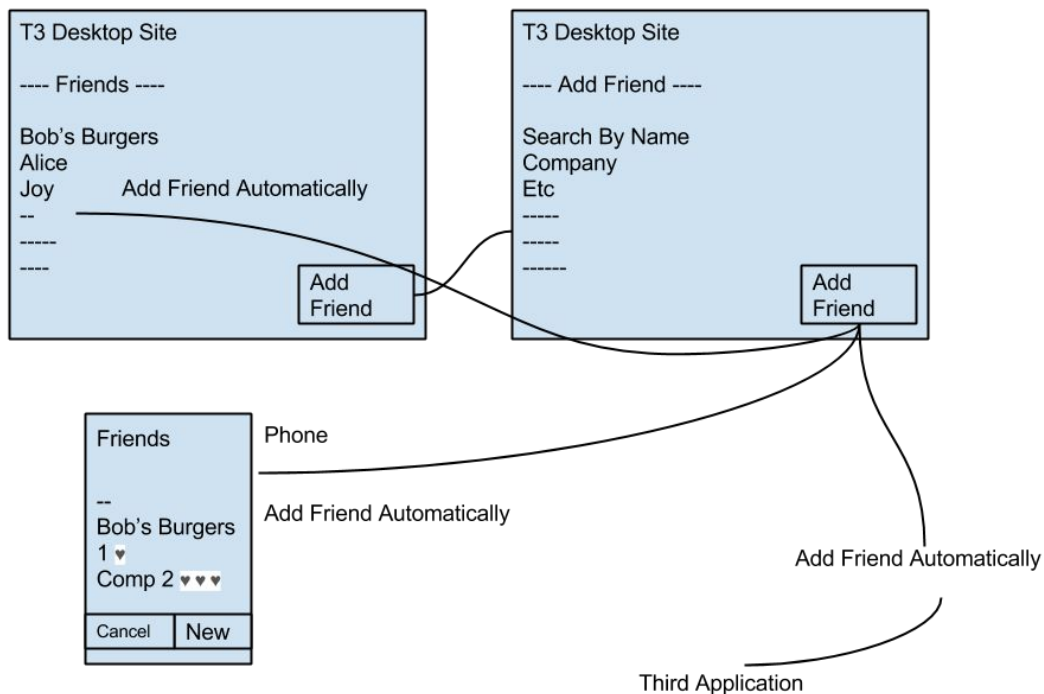 T3 Desktop Site
---- Friends ----
Bob's Burgers
Alice
Joy
Add Friend Automatically
--
-----
----
Add
Friend
T3 Desktop Site
---- Add Friend ----
Search By Name
Company
Etc
-----
-----
------
Add
Friend
Friends
--
Bob's Burgers
1 ♥
Comp 2 ♥♥♥
Cancel
New
Phone
Add Friend Automatically
Add Friend Automatically
Third Application